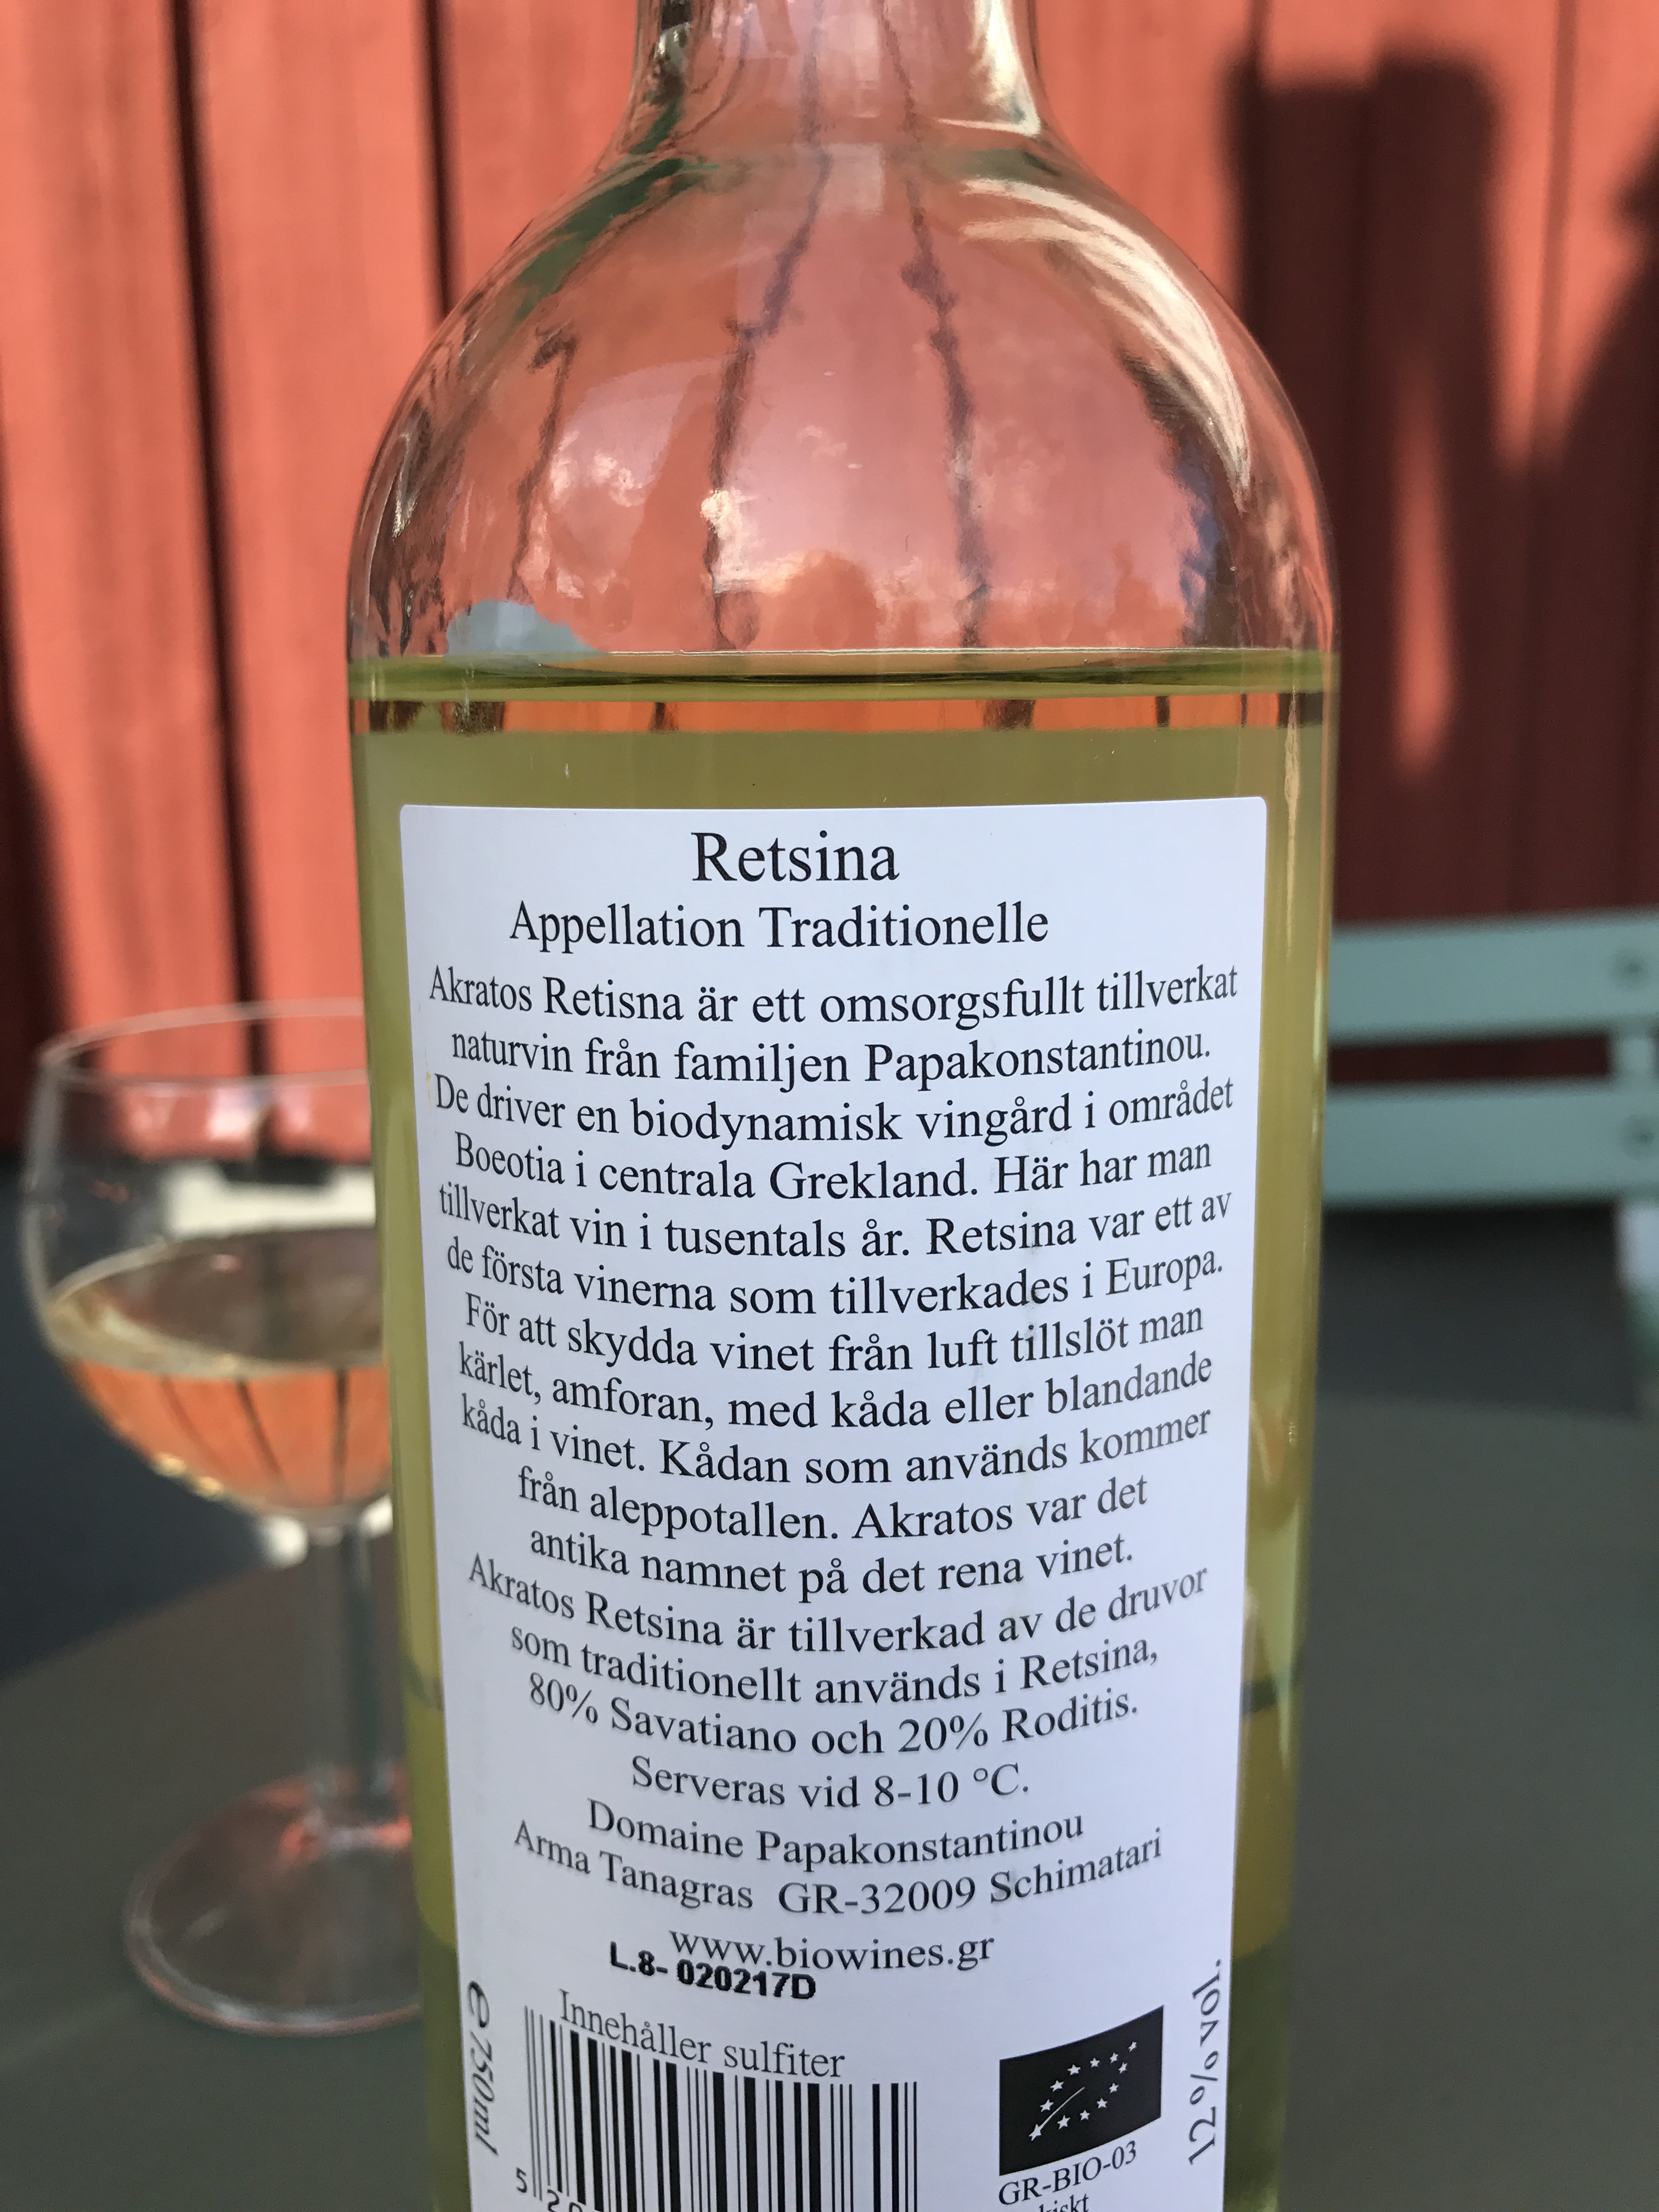 Retsina
Appellation Traditionelle
Akratos Retisna är ett omsorgsfullt tillverkat
naturvin från familjen Papakonstantinou.
De driver en biodynamisk vingård i området
Boeotia i centrala Grekland. Här har man
tillverkat vin i tusentals år. Retsina var ett av
de första vinerna som tillverkades i Europa.
För att skydda vinet från luft tillslöt man
kärlet, amforan, med kåda eller blandande
kåda i vinet. Kådan som används kommer
från aleppotallen. Akratos var det
antika namnet på det rena vinet.
Akratos Retsina är tillverkad av de druvor
som traditionellt används i Retsina,
80% Savatiano och 20% Roditis.
Serveras vid 8-10 °C.
Domaine Papakonstantinou
Arma Tanagras GR-32009 Schimatari
www.biowines.gr
L.8- 020217D
Innehåller sulfiter
e 750ml
12 % vol.
GR-BIO-03